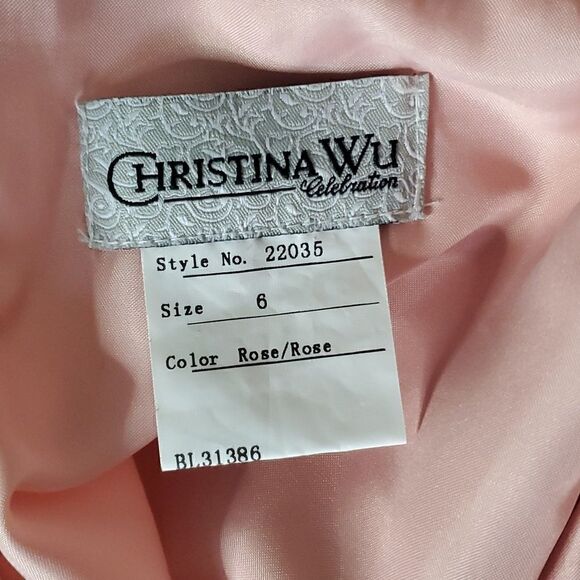 CHRISTINA WU
Celebration
Style No. 22035
Size 6
Color Rose/Rose
BL31386